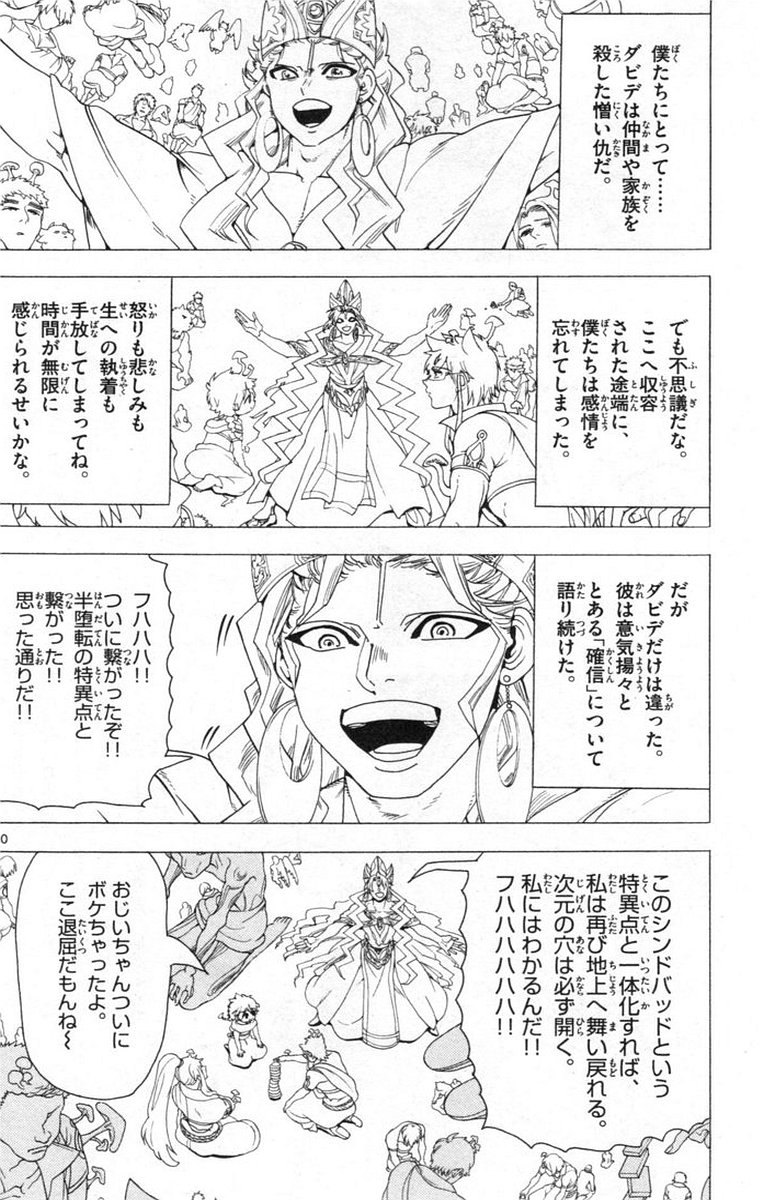 僕たちにとって……
ダビデは仲間や家族を
殺した憎い仇だ。
でも不思議だな。
ここへ収容
された途端に、
僕たちは感情を
忘れてしまった。
怒りも悲しみも
生への執着も
手放してしまってね。
時間が無限に
感じられるせいかな。
だが
ダビデだけは違った。
彼は意気揚々と
とある「確信」について
語り続けた。
フハハハ!!
ついに繋がったぞ!!
半堕転の特異点と
繋がった!!
思った通りだ!!
このシンドバッドという
特異点と一体化すれば、
私は再び地上へ舞い戻れる。
次元の穴は必ず開く。
私にはわかるんだ!!
フハハハハハハ!!
おじいちゃんついに
ボケちゃったよ。
ここ退屈だもんね〜
0